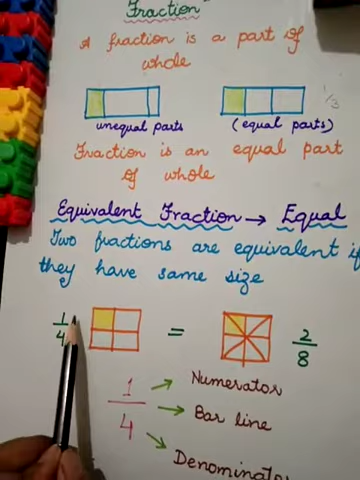 Fraction
A fraction is a part of
whole
1/3
unequal parts (equal parts)
Fraction is an equal part
of whole
Equivalent Fraction → Equal
Two fractions are equivalent if
they have same size
1/4 = 2/8
1/4
Numerator
Bar line
Denominator